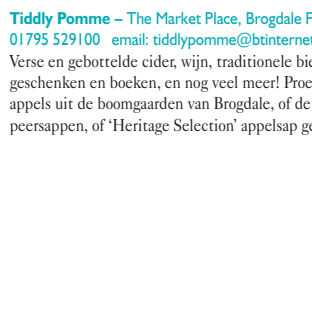 Tiddly Pomme – The Market Place, Brogdale F
01795 529100 email: tiddlypomme@btinternet
Verse en gebottelde cider, wijn, traditionele bi
geschenken en boeken, en nog veel meer! Proe
appels uit de boomgaarden van Brogdale, of de
peersappen, of ‘Heritage Selection’ appelsap g